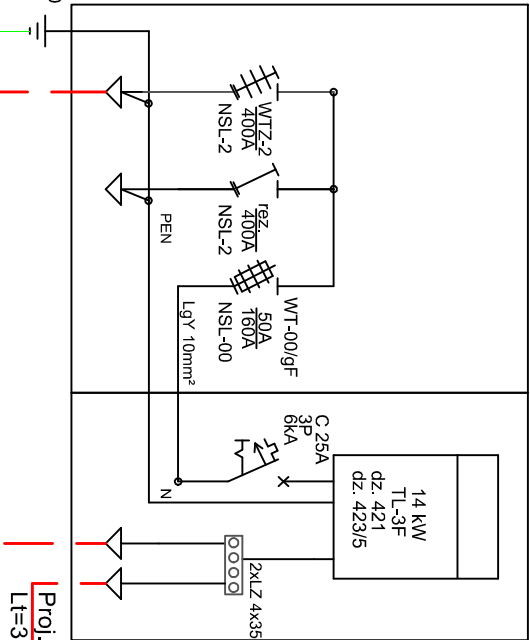 WTZ-2
400A
NSL-2
rez.
400A
NSL-2
WT-00/gF
50A
160A
NSL-00
PEN
LgY 10mm²
C 25A
3P
6kA
N
14 kW
TL-3F
dz. 421
dz. 423/5
2xLZ 4x35
Proj.
Lt=3